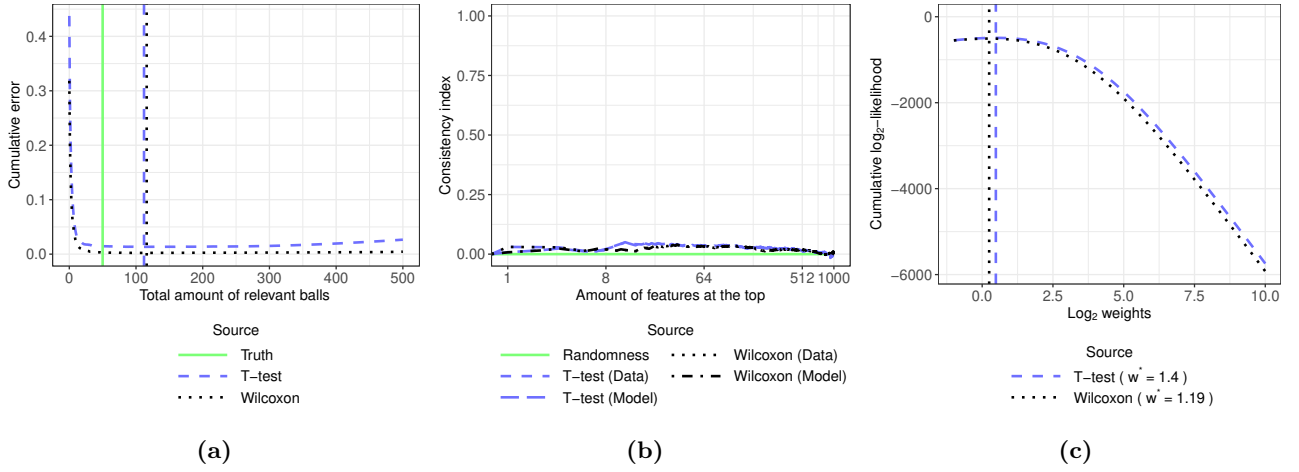 Cumulative error
0.4
0.3
0.2
0.1
0.0
0 100 200 300 400 500
Total amount of relevant balls
Source
Truth
T−test
Wilcoxon
(a)
Consistency index
1.00
0.75
0.50
0.25
0.00
1 8 64 512 1000
Amount of features at the top
Source
Randomness
T−test (Data)
T−test (Model)
Wilcoxon (Data)
Wilcoxon (Model)
(b)
Cumulative log2−likelihood
0
−2000
−4000
−6000
0.0 2.5 5.0 7.5 10.0
Log2 weights
Source
T−test ( w* = 1.4 )
Wilcoxon ( w* = 1.19 )
(c)